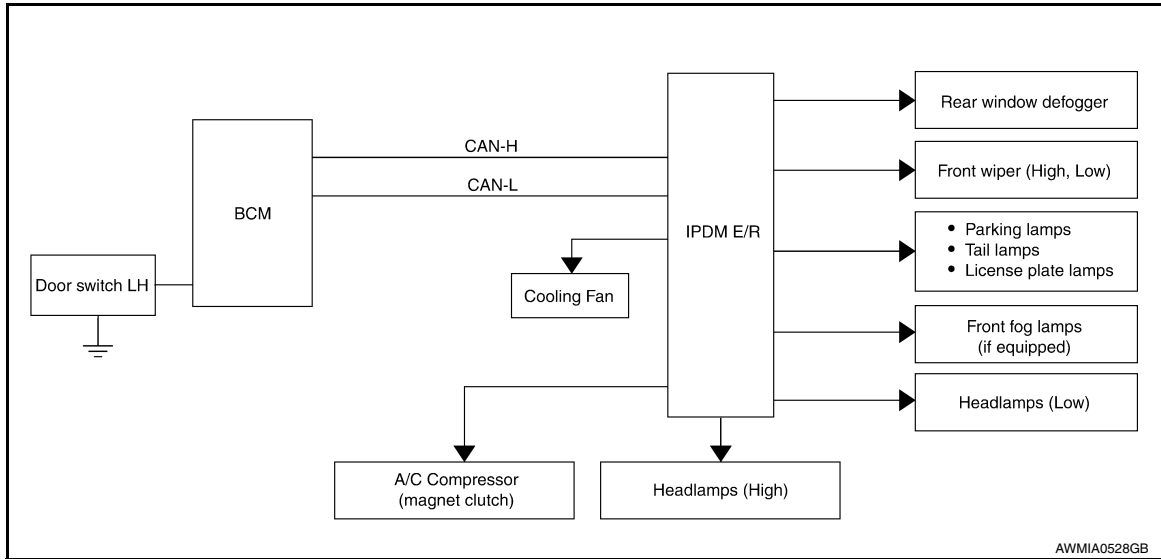 Rear window defogger
CAN-H
Front wiper (High, Low)
CAN-L
BCM
IPDM E/R
• Parking lamps
• Tail lamps
• License plate lamps
Door switch LH
Cooling Fan
Front fog lamps
(if equipped)
Headlamps (Low)
A/C Compressor
(magnet clutch)
Headlamps (High)
AWMIA0528GB